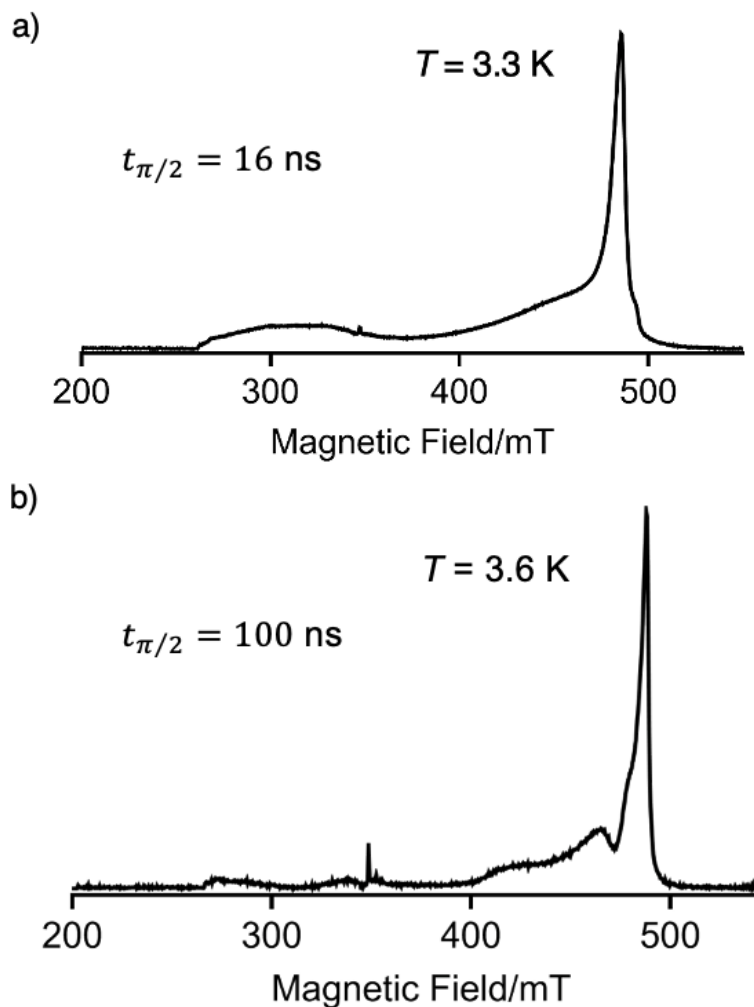 a)
T = 3.3 K
tπ/2 = 16 ns
200 300 400 500
Magnetic Field/mT
b)
T = 3.6 K
tπ/2 = 100 ns
200 300 400 500
Magnetic Field/mT